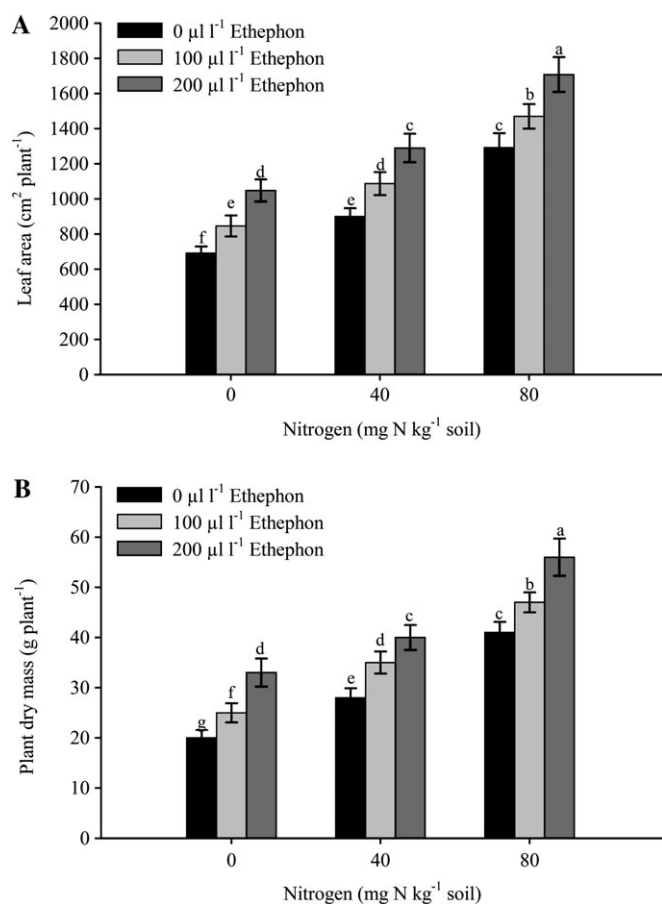 A
0 µl l⁻¹ Ethephon
100 µl l⁻¹ Ethephon
200 µl l⁻¹ Ethephon
Leaf area (cm² plant⁻¹)
2000
1800
1600
1400
1200
1000
800
600
400
200
0
f
e
d
e
d
c
c
b
a
0
40
80
Nitrogen (mg N kg⁻¹ soil)
B
0 µl l⁻¹ Ethephon
100 µl l⁻¹ Ethephon
200 µl l⁻¹ Ethephon
Plant dry mass (g plant⁻¹)
70
60
50
40
30
20
10
0
g
f
d
e
d
c
c
b
a
0
40
80
Nitrogen (mg N kg⁻¹ soil)